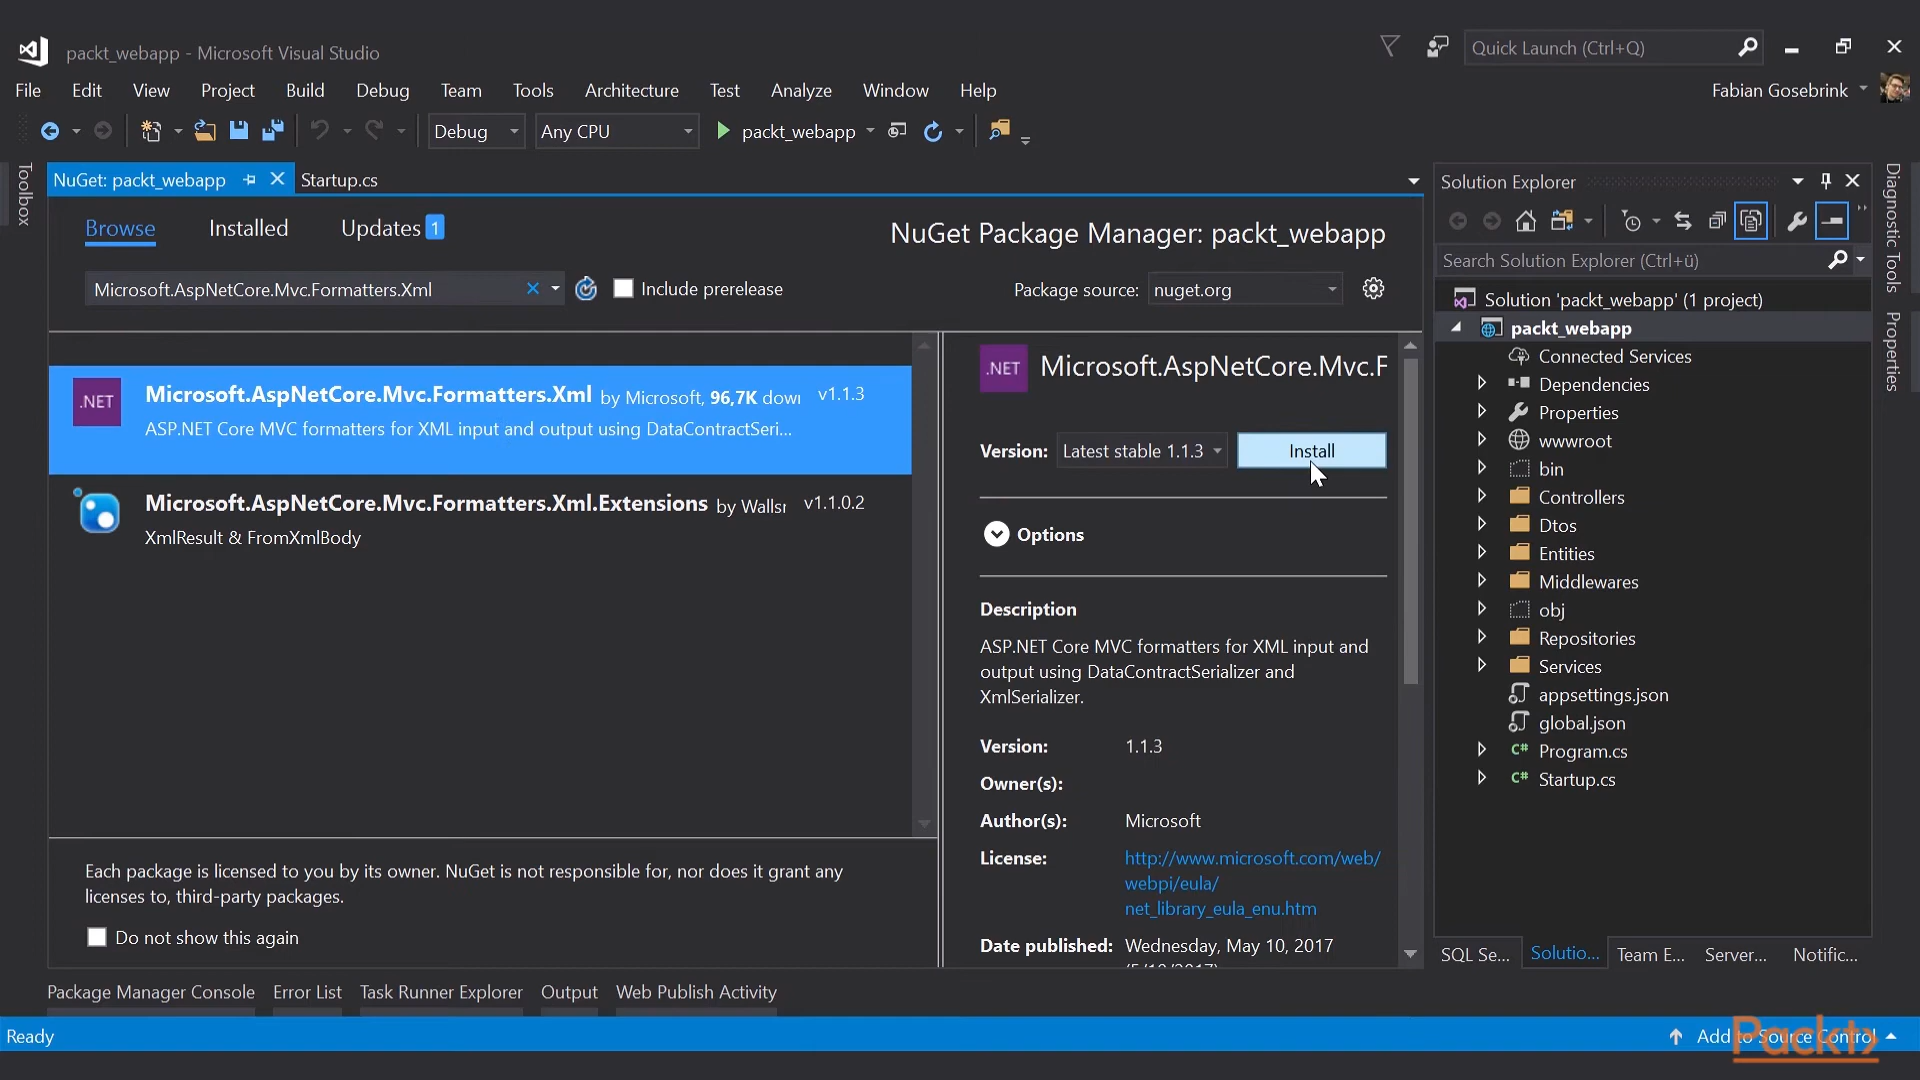 packt_webapp - Microsoft Visual Studio
Quick Launch (Ctrl+Q)
File Edit View Project Build Debug Team Tools Architecture Test Analyze Window Help
Fabian Gosebrink
Debug Any CPU packt_webapp
Toolbox
NuGet: packt_webapp Startup.cs
Browse Installed Updates 1
NuGet Package Manager: packt_webapp
Microsoft.AspNetCore.Mvc.Formatters.Xml
Include prerelease
Package source: nuget.org
.NET
Microsoft.AspNetCore.Mvc.Formatters.Xml by Microsoft, 96,7K v1.1.3
ASP.NET Core MVC formatters for XML input and output using DataContractSeri...
Microsoft.AspNetCore.Mvc.Formatters.Xml.Extensions by v1.1.0.2
XmlResult & FromXmlBody
Each package is licensed to you by its owner. NuGet is not responsible for, nor does it grant any
licenses to, third-party packages.
Do not show this again
.NET
Microsoft.AspNetCore.Mvc.F
Version: Latest stable 1.1.3 Install
Options
Description
ASP.NET Core MVC formatters for XML input and
output using DataContractSerializer and
XmlSerializer.
Version: 1.1.3
Owner(s):
Author(s): Microsoft
License: http://www.microsoft.com/web/
webpi/eula/
net_library_eula_enu.htm
Date published: Wednesday, May 10, 2017
(5/10/2017)
Solution Explorer
Search Solution Explorer (Ctrl+ü)
Solution 'packt_webapp' (1 project)
packt_webapp
Connected Services
Dependencies
Properties
wwwroot
bin
Controllers
Dtos
Entities
Middlewares
obj
Repositories
Services
appsettings.json
global.json
C# Program.cs
C# Startup.cs
SQL Se... Solutio... Team E... Server... Notific...
Diagnostic Tools
Properties
Package Manager Console Error List Task Runner Explorer Output Web Publish Activity
Ready
Add to Source Control
Packt